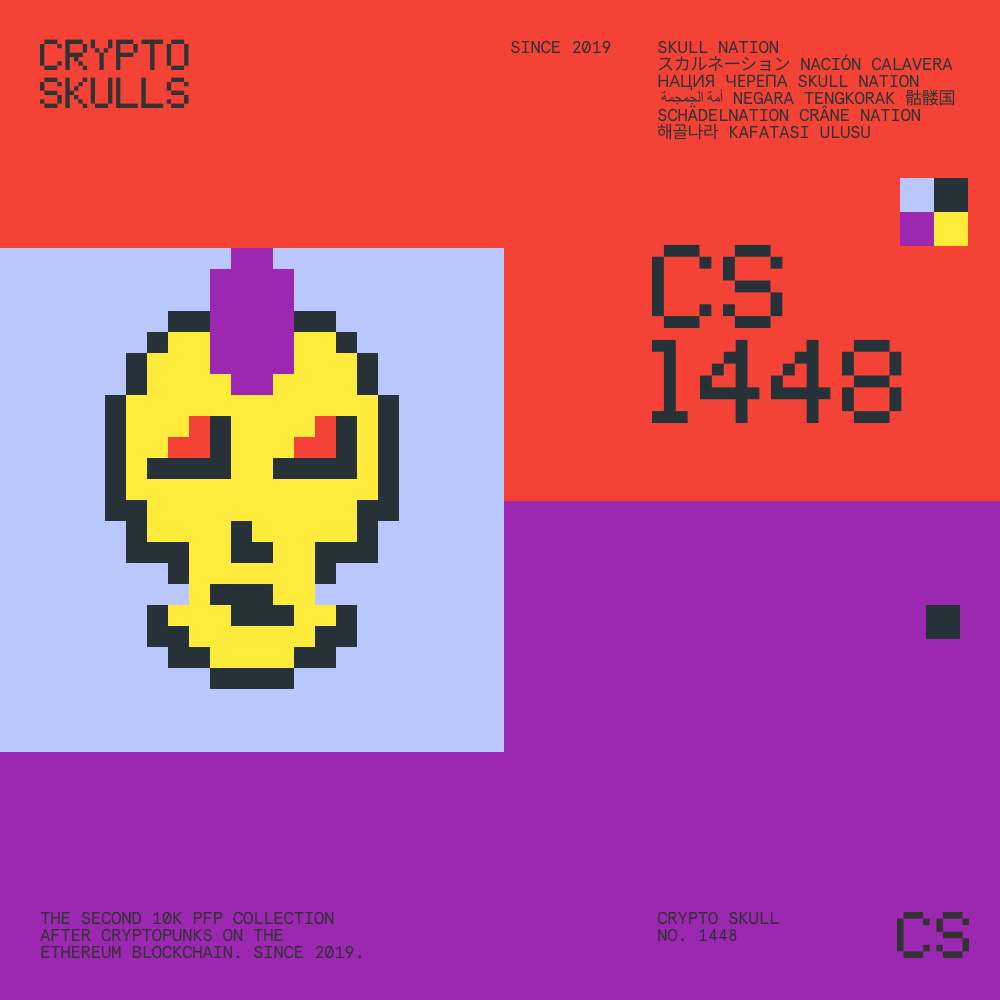 CRYPTO
SKULLS
SINCE 2019
SKULL NATION
スカルネーション NACIÓN CALAVERA
НАЦИЯ ЧЕРЕПА SKULL NATION
أمة الجمجمة NEGARA TENGKORAK 骷髅国
SCHÄDELNATION CRÂNE NATION
해골나라 KAFATASI ULUSU
CS
1448
THE SECOND 10K PFP COLLECTION
AFTER CRYPTOPUNKS ON THE
ETHEREUM BLOCKCHAIN. SINCE 2019.
CRYPTO SKULL
NO. 1448
CS